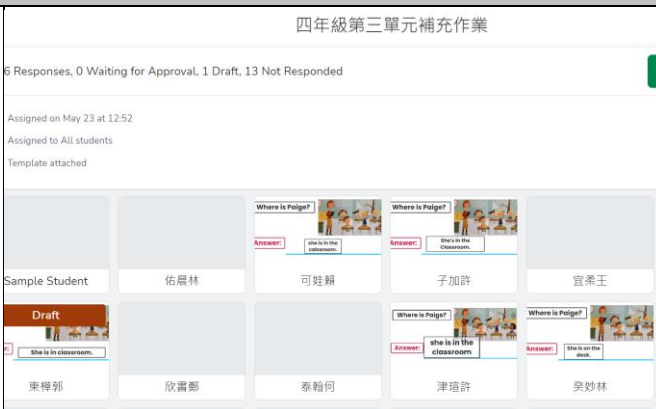 四年級第三單元補充作業
6 Responses, 0 Waiting for Approval, 1 Draft, 13 Not Responded
Assigned on May 23 at 12:52
Assigned to All students
Template attached
Where is Paige?
Answer:
she is in the
calssroom.
Where is Paige?
Answer:
She's in the
Classroom.
Sample Student
佑晨林
可娃賴
子加許
宜柔王
Draft
She is in classroom.
Where is Paige?
Answer:
she is in the
classroom
Where is Paige?
Answer:
She is on the
desk.
東樺郭
欣書鄭
泰翰何
津瑄許
癸妙林